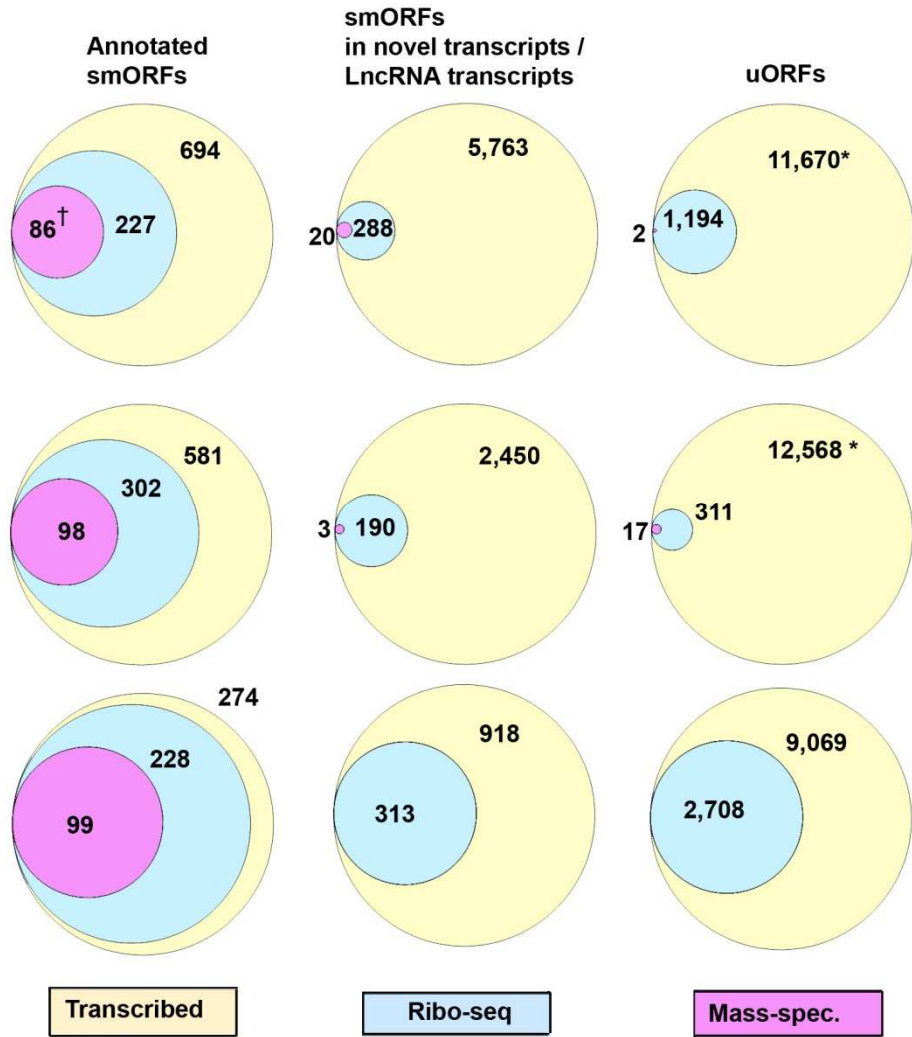 Annotated
smORFs
smORFs
in novel transcripts /
LncRNA transcripts
uORFs
694
227
86†
5,763
288
20
11,670*
1,194
2
581
302
98
2,450
190
3
12,568 *
311
17
274
228
99
918
313
9,069
2,708
Transcribed
Ribo-seq
Mass-spec.